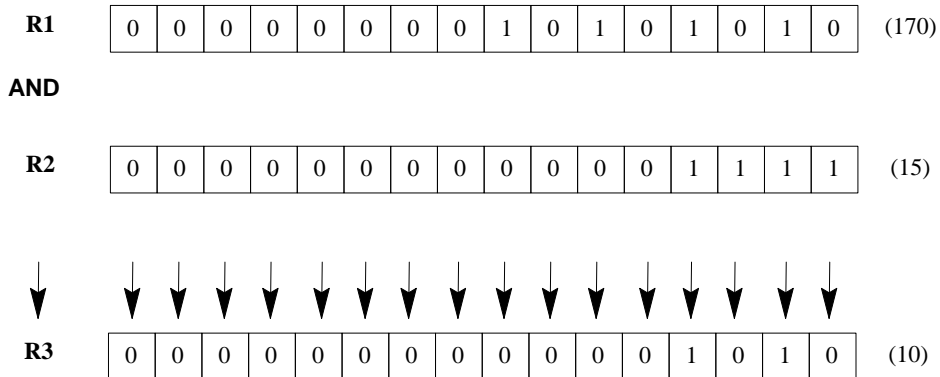 R1 0 0 0 0 0 0 0 0 1 0 1 0 1 0 1 0 (170)
AND
R2 0 0 0 0 0 0 0 0 0 0 0 0 1 1 1 1 (15)
R3 0 0 0 0 0 0 0 0 0 0 0 0 1 0 1 0 (10)